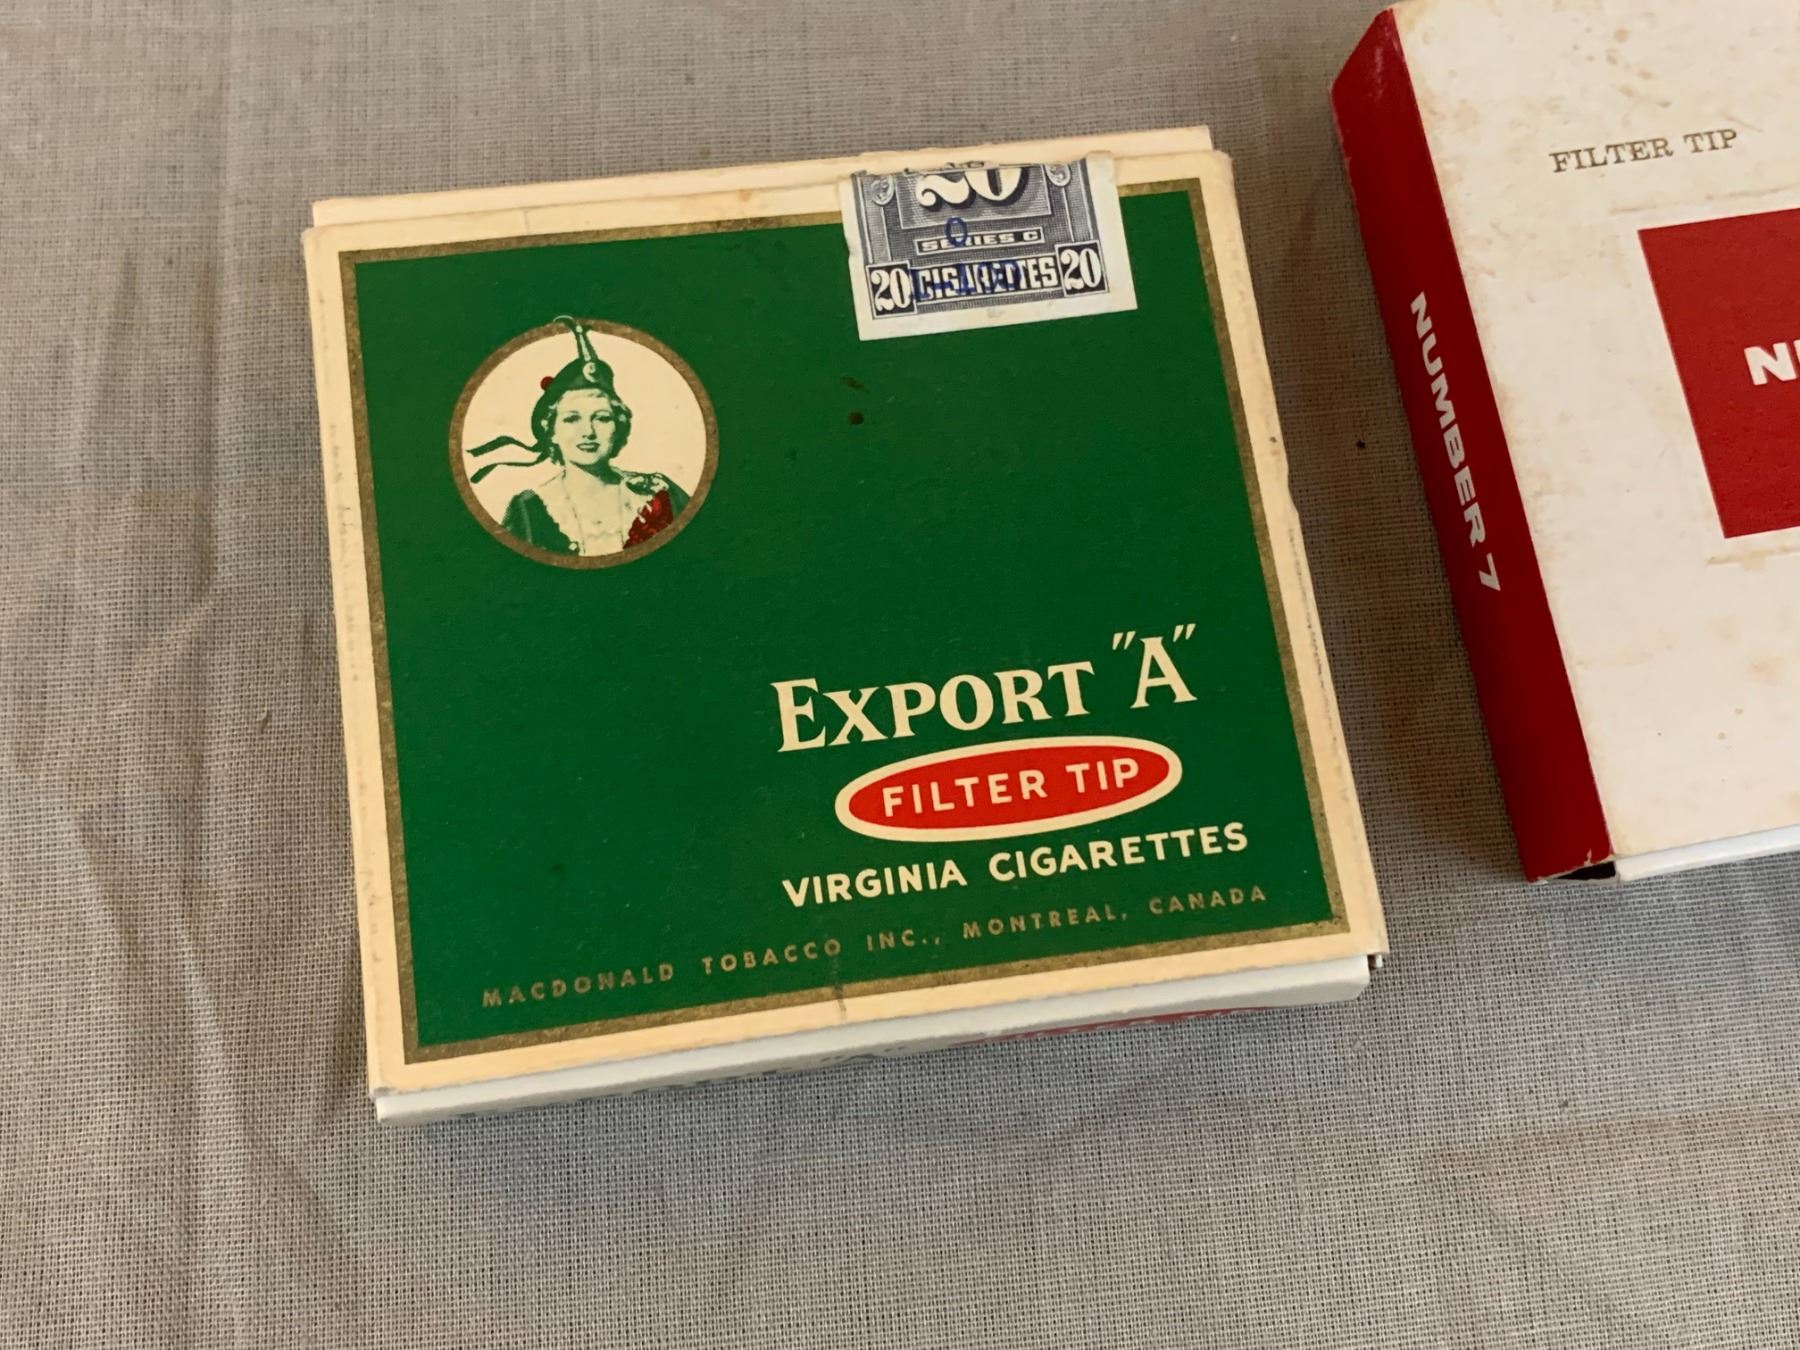 20
SERIES C
20 CIGARETTES 20
EXPORT "A"
FILTER TIP
VIRGINIA CIGARETTES
MACDONALD TOBACCO INC., MONTREAL, CANADA
FILTER TIP
NUMBER 7